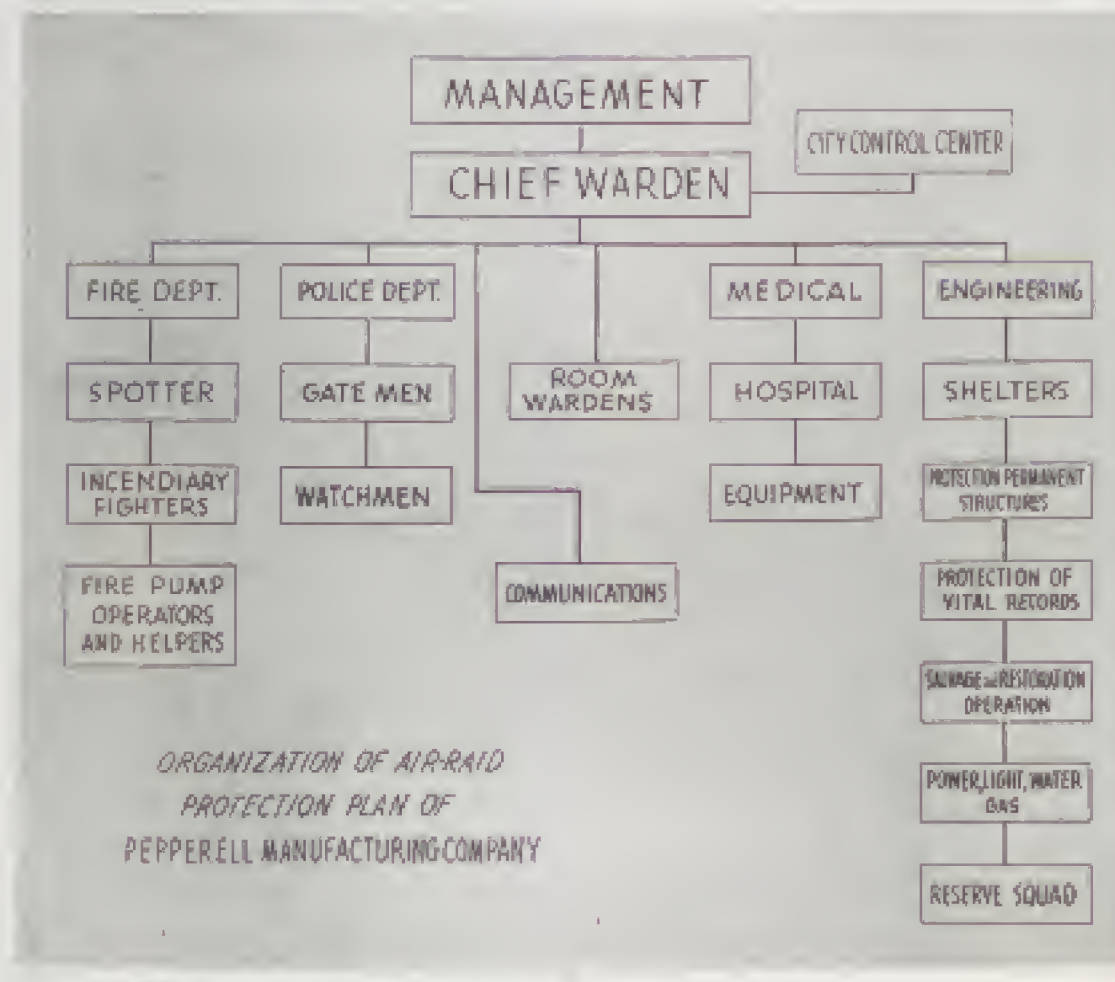 MANAGEMENT
CITY CONTROL CENTER
CHIEF WARDEN
FIRE DEPT.
POLICE DEPT.
MEDICAL
ENGINEERING
SPOTTER
GATE MEN
ROOM
WARDENS
HOSPITAL
SHELTERS
INCENDIARY
FIGHTERS
WATCHMEN
EQUIPMENT
PROTECTION PERMANENT
STRUCTURES
FIRE PUMP
OPERATORS
AND HELPERS
COMMUNICATIONS
PROTECTION OF
VITAL RECORDS
SALVAGE and RESTORATION
OPERATION
POWER, LIGHT, WATER
GAS
RESERVE SQUAD
ORGANIZATION OF AIR-RAID
PROTECTION PLAN OF
PEPPERELL MANUFACTURING COMPANY